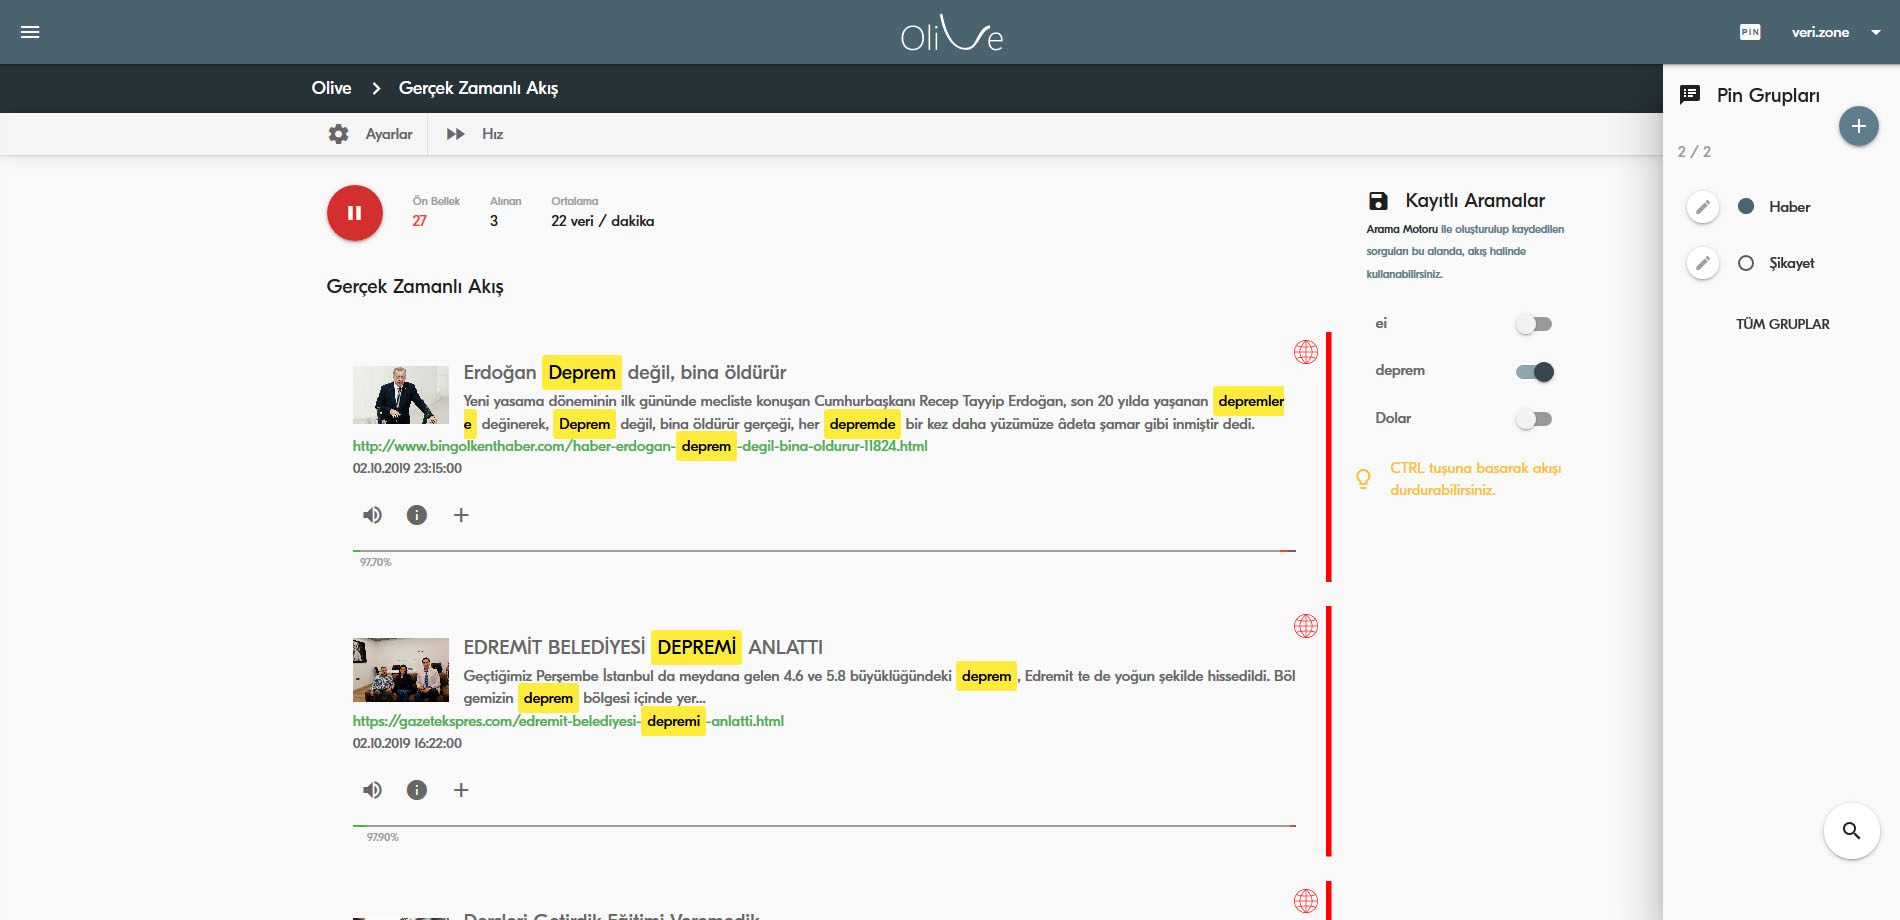 Olive
PIN
veri.zone
Olive > Gerçek Zamanlı Akış
Ayarlar
Hız
Ön Bellek
27
Alınan
3
Ortalama
22 veri / dakika
Gerçek Zamanlı Akış
Erdoğan Deprem değil, bina öldürür
Yeni yasama döneminin ilk gününde mecliste konuşan Cumhurbaşkanı Recep Tayyip Erdoğan, son 20 yılda yaşanan depremler
e değinerek, Deprem değil, bina öldürür gerçeği, her depremde bir kez daha yüzümüze âdeta şamar gibi inmiştir dedi.
http://www.bingolkenthaber.com/haber-erdogan-deprem-degil-bina-oldurur-11824.html
02.10.2019 23:15:00
97.70%
EDREMİT BELEDİYESİ DEPREMİ ANLATTI
Geçtiğimiz Perşembe İstanbul da meydana gelen 4.6 ve 5.8 büyüklüğündeki deprem, Edremit te de yoğun şekilde hissedildi. Böl
gemizin deprem bölgesi içinde yer...
https://gazetekspres.com/edremit-belediyesi-depremi-anlatti.html
02.10.2019 16:22:00
97.90%
Dersleri Getirdik Eğitimi Veremedik
Kayıtlı Aramalar
Arama Motoru ile oluşturulup kaydedilen
sorguları bu alanda, akış halinde
kullanabilirsiniz.
ei
deprem
Dolar
CTRL tuşuna basarak akışı
durdurabilirsiniz.
Pin Grupları
2 / 2
Haber
Şikayet
TÜM GRUPLAR